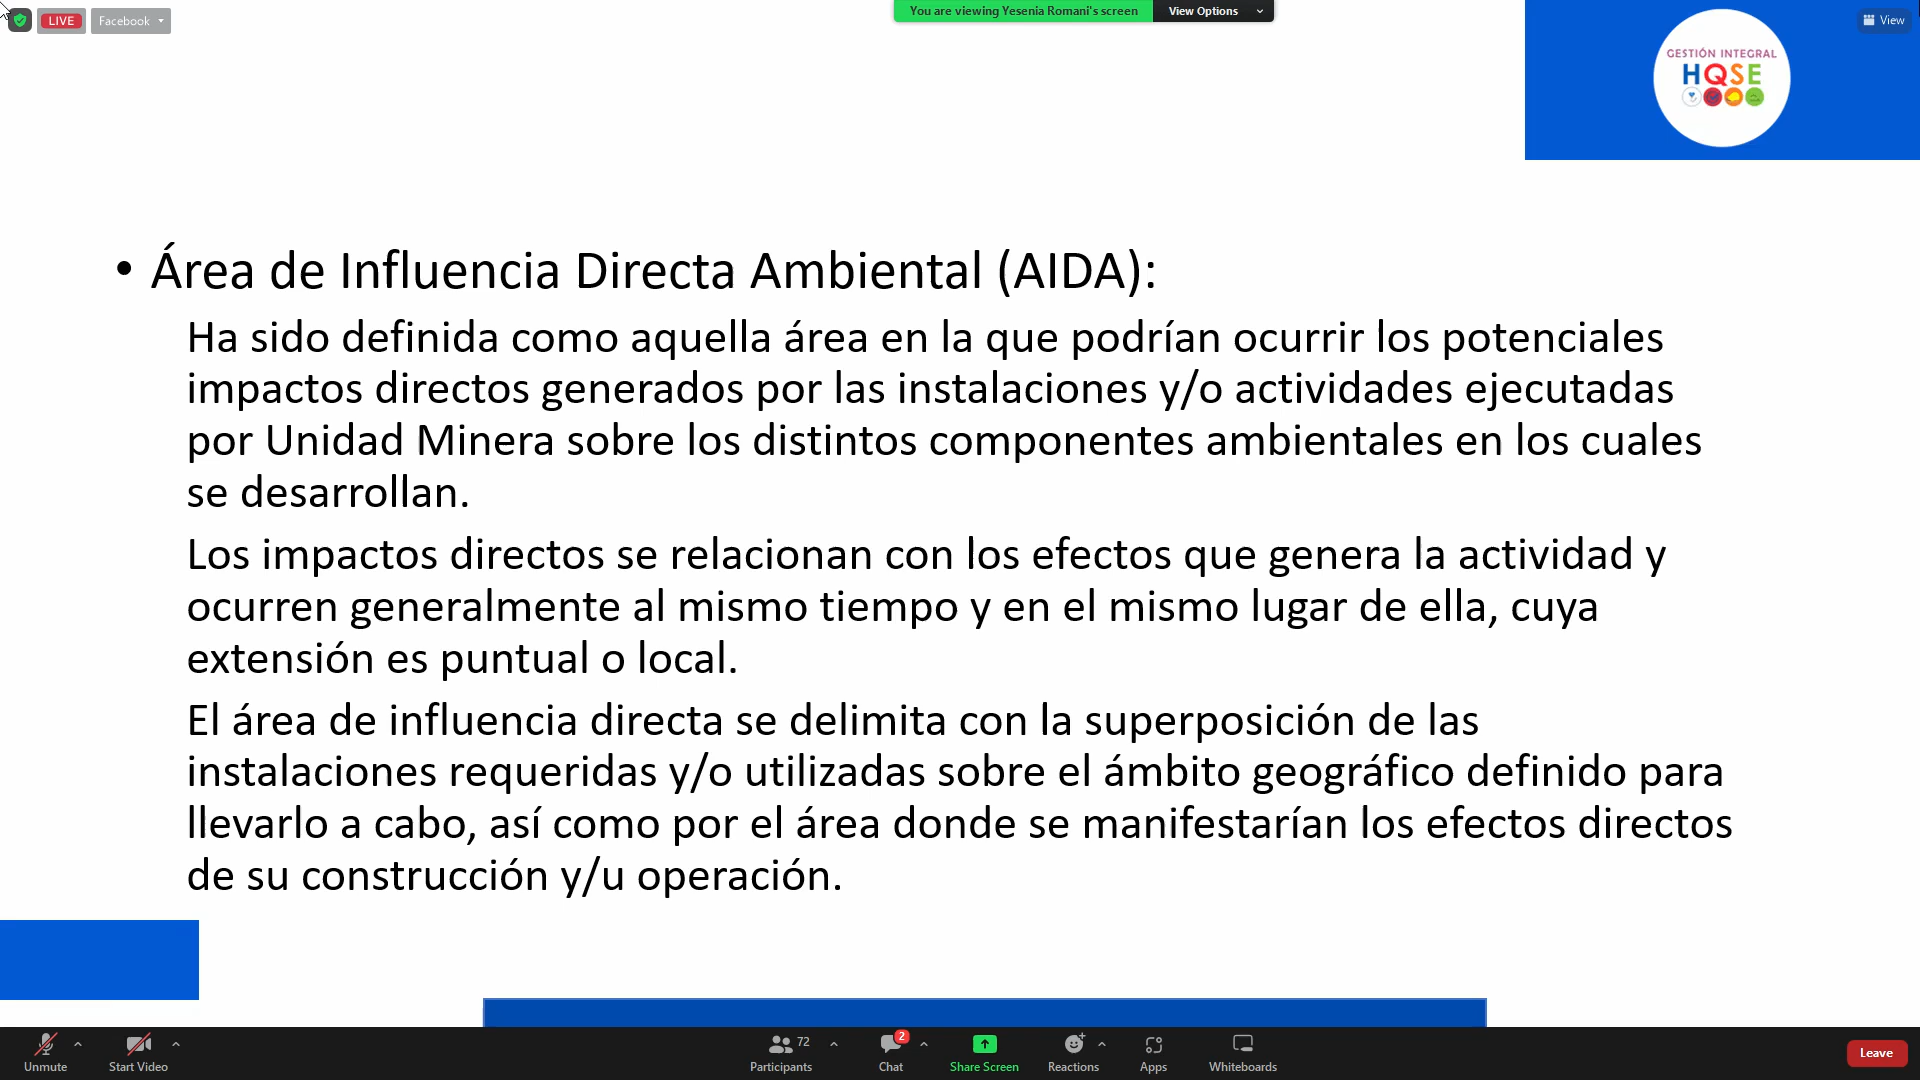 LIVE
Facebook
You are viewing Yesenia Romani's screen
View Options
View
GESTIÓN INTEGRAL
HQSE
• Área de Influencia Directa Ambiental (AIDA):
Ha sido definida como aquella área en la que podrían ocurrir los potenciales
impactos directos generados por las instalaciones y/o actividades ejecutadas
por Unidad Minera sobre los distintos componentes ambientales en los cuales
se desarrollan.
Los impactos directos se relacionan con los efectos que genera la actividad y
ocurren generalmente al mismo tiempo y en el mismo lugar de ella, cuya
extensión es puntual o local.
El área de influencia directa se delimita con la superposición de las
instalaciones requeridas y/o utilizadas sobre el ámbito geográfico definido para
llevarlo a cabo, así como por el área donde se manifestarían los efectos directos
de su construcción y/u operación.
Unmute
Start Video
72
Participants
2
Chat
Share Screen
Reactions
Apps
Whiteboards
Leave